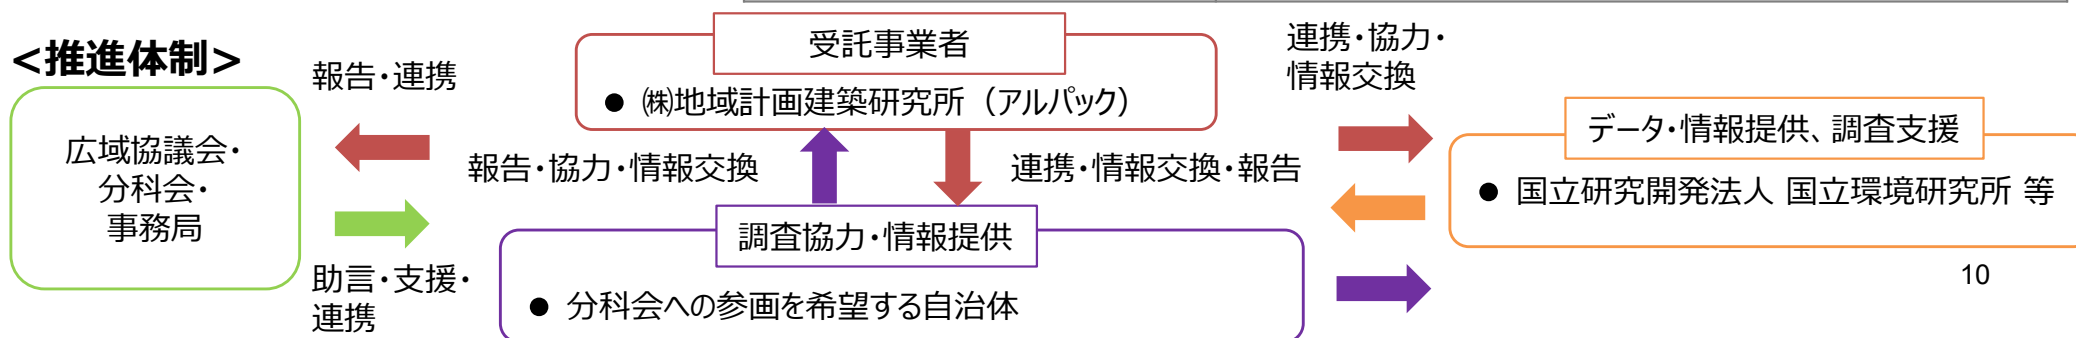 <推進体制>
報告・連携
広域協議会・
分科会・
事務局
助言・支援・
連携
受託事業者
● ㈱地域計画建築研究所（アルパック）
報告・協力・情報交換
連携・情報交換・報告
調査協力・情報提供
● 分科会への参画を希望する自治体
連携・協力・
情報交換
データ・情報提供、調査支援
● 国立研究開発法人 国立環境研究所 等
10